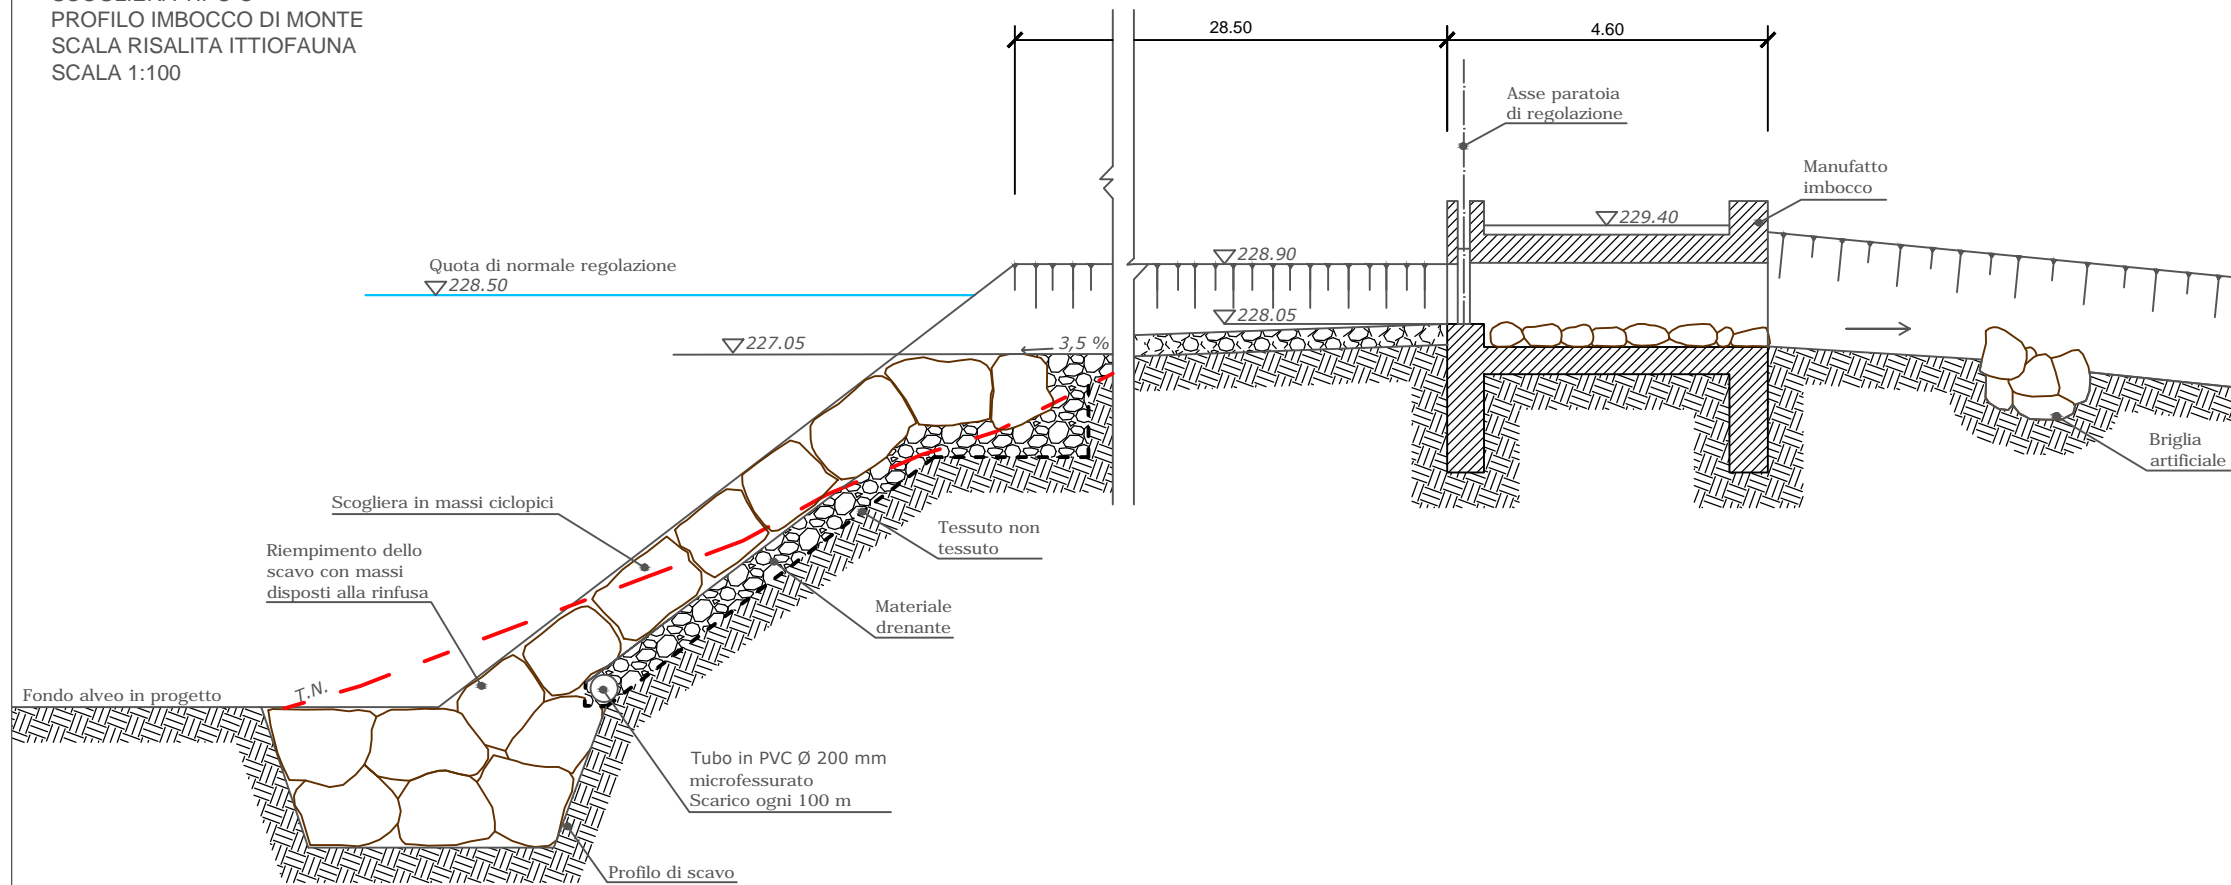 PROFILO IMBOCCO DI MONTE
SCALA RISALITA ITTIOFAUNA
SCALA 1:100
28.50
4.60
Asse paratoia
di regolazione
Manufatto
imbocco
229.40
228.90
Quota di normale regolazione
228.50
228.05
227.05
3,5 %
Briglia
artificiale
Scogliera in massi ciclopici
Tessuto non
tessuto
Riempimento dello
scavo con massi
disposti alla rinfusa
Materiale
drenante
T.N.
Fondo alveo in progetto
Tubo in PVC Ø 200 mm
microfessurato
Scarico ogni 100 m
Profilo di scavo